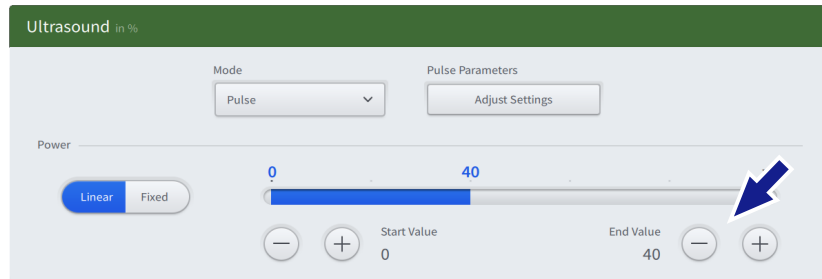 Ultrasound in %
Mode
Pulse Parameters
Pulse
Adjust Settings
Power
0
40
Linear
Fixed
Start Value
0
End Value
40